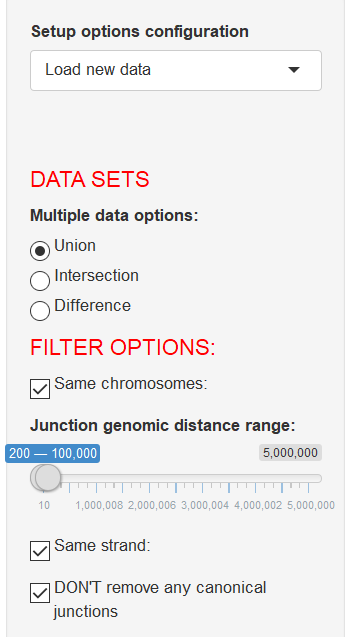 Setup options configuration
Load new data
DATA SETS
Multiple data options:
Union
Intersection
Difference
FILTER OPTIONS:
Same chromosomes:
Junction genomic distance range:
200 — 100,000 5,000,000
10 1,000,008 2,000,006 3,000,004 4,000,002 5,000,000
Same strand:
DON'T remove any canonical
junctions